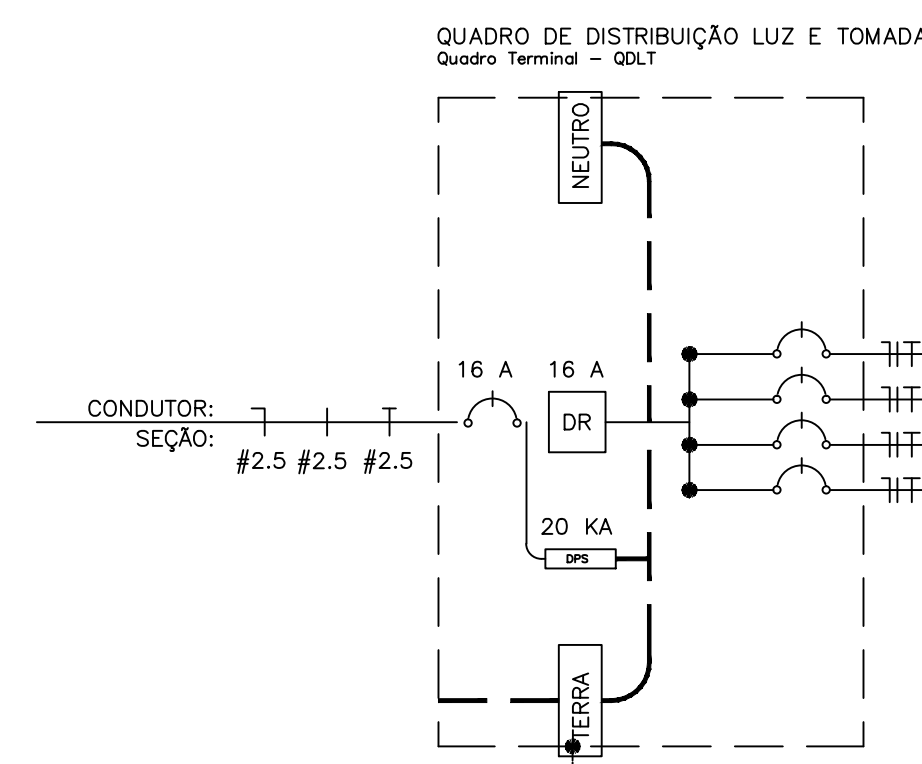 QUADRO DE DISTRIBUIÇÃO LUZ E TOMADA
Quadro Terminal - QDLT
NEUTRO
16 A
16 A
CONDUTOR:
DR
SEÇÃO:
#2.5 #2.5 #2.5
20 KA
DPS
TERRA